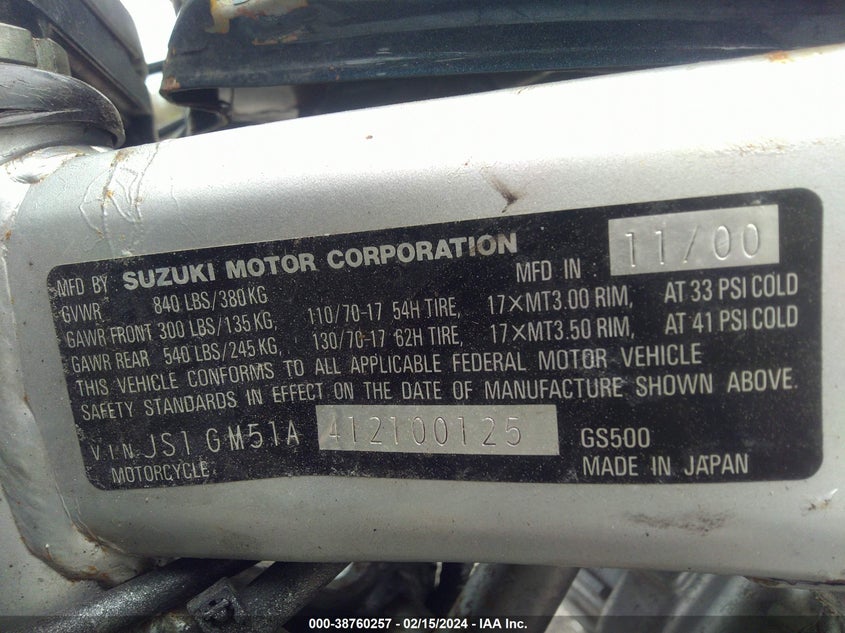 MFD BY SUZUKI MOTOR CORPORATION MFD IN 11/00
GVWR 840 LBS/380KG
GAWR FRONT 300 LBS/135KG, 110/70-17 54H TIRE, 17×MT3.00 RIM, AT 33 PSI COLD
GAWR REAR 540 LBS/245KG, 130/70-17 62H TIRE, 17×MT3.50 RIM, AT 41 PSI COLD
THIS VEHICLE CONFORMS TO ALL APPLICABLE FEDERAL MOTOR VEHICLE
SAFETY STANDARDS IN EFFECT ON THE DATE OF MANUFACTURE SHOWN ABOVE.
V.I.N. JS1GM51A 412100125 GS500
MOTORCYCLE MADE IN JAPAN
000-38760257 - 02/15/2024 - IAA Inc.